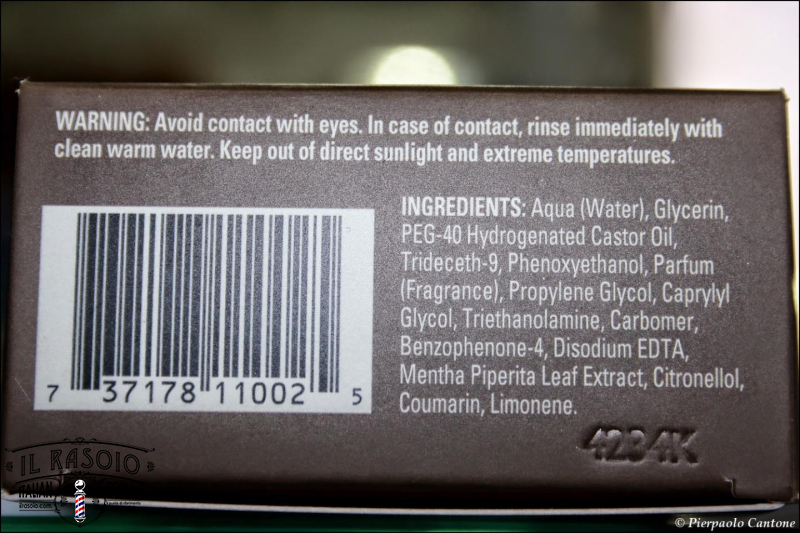 WARNING: Avoid contact with eyes. In case of contact, rinse immediately with
clean warm water. Keep out of direct sunlight and extreme temperatures.
INGREDIENTS: Aqua (Water), Glycerin,
PEG-40 Hydrogenated Castor Oil,
Trideceth-9, Phenoxyethanol, Parfum
(Fragrance), Propylene Glycol, Caprylyl
Glycol, Triethanolamine, Carbomer,
Benzophenone-4, Disodium EDTA,
Mentha Piperita Leaf Extract, Citronellol,
Coumarin, Limonene.
7 37178 11002 5
4234K
IL RASOIO
ITALIAN
ilrasoio.com
© Pierpaolo Cantone